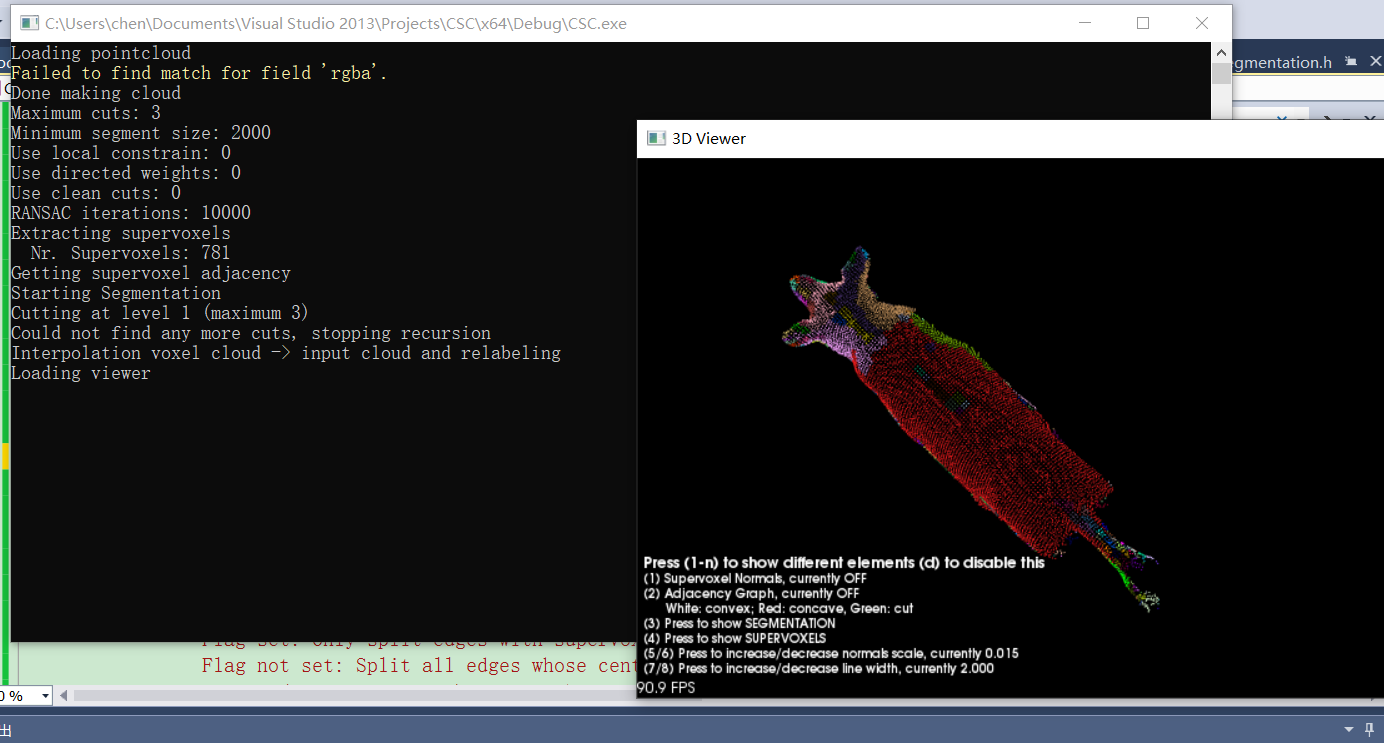 C:\Users\chen\Documents\Visual Studio 2013\Projects\CSC\x64\Debug\CSC.exe
Loading pointcloud
Failed to find match for field 'rgba'.
Done making cloud
Maximum cuts: 3
Minimum segment size: 2000
Use local constrain: 0
Use directed weights: 0
Use clean cuts: 0
RANSAC iterations: 10000
Extracting supervoxels
Nr. Supervoxels: 781
Getting supervoxel adjacency
Starting Segmentation
Cutting at level 1 (maximum 3)
Could not find any more cuts, stopping recursion
Interpolation voxel cloud -> input cloud and relabeling
Loading viewer
egmentation.h
3D Viewer
Press (1-n) to show different elements (d) to disable this
(1) Supervoxel Normals, currently OFF
(2) Adjacency Graph, currently OFF
White: convex; Red: concave, Green: cut
(3) Press to show SEGMENTATION
(4) Press to show SUPERVOXELS
(5/6) Press to increase/decrease normals scale, currently 0.015
(7/8) Press to increase/decrease line width, currently 2.000
90.9 FPS
Flag set: Only split edges with supervo
Flag not set: Split all edges whose cent
0 %
出